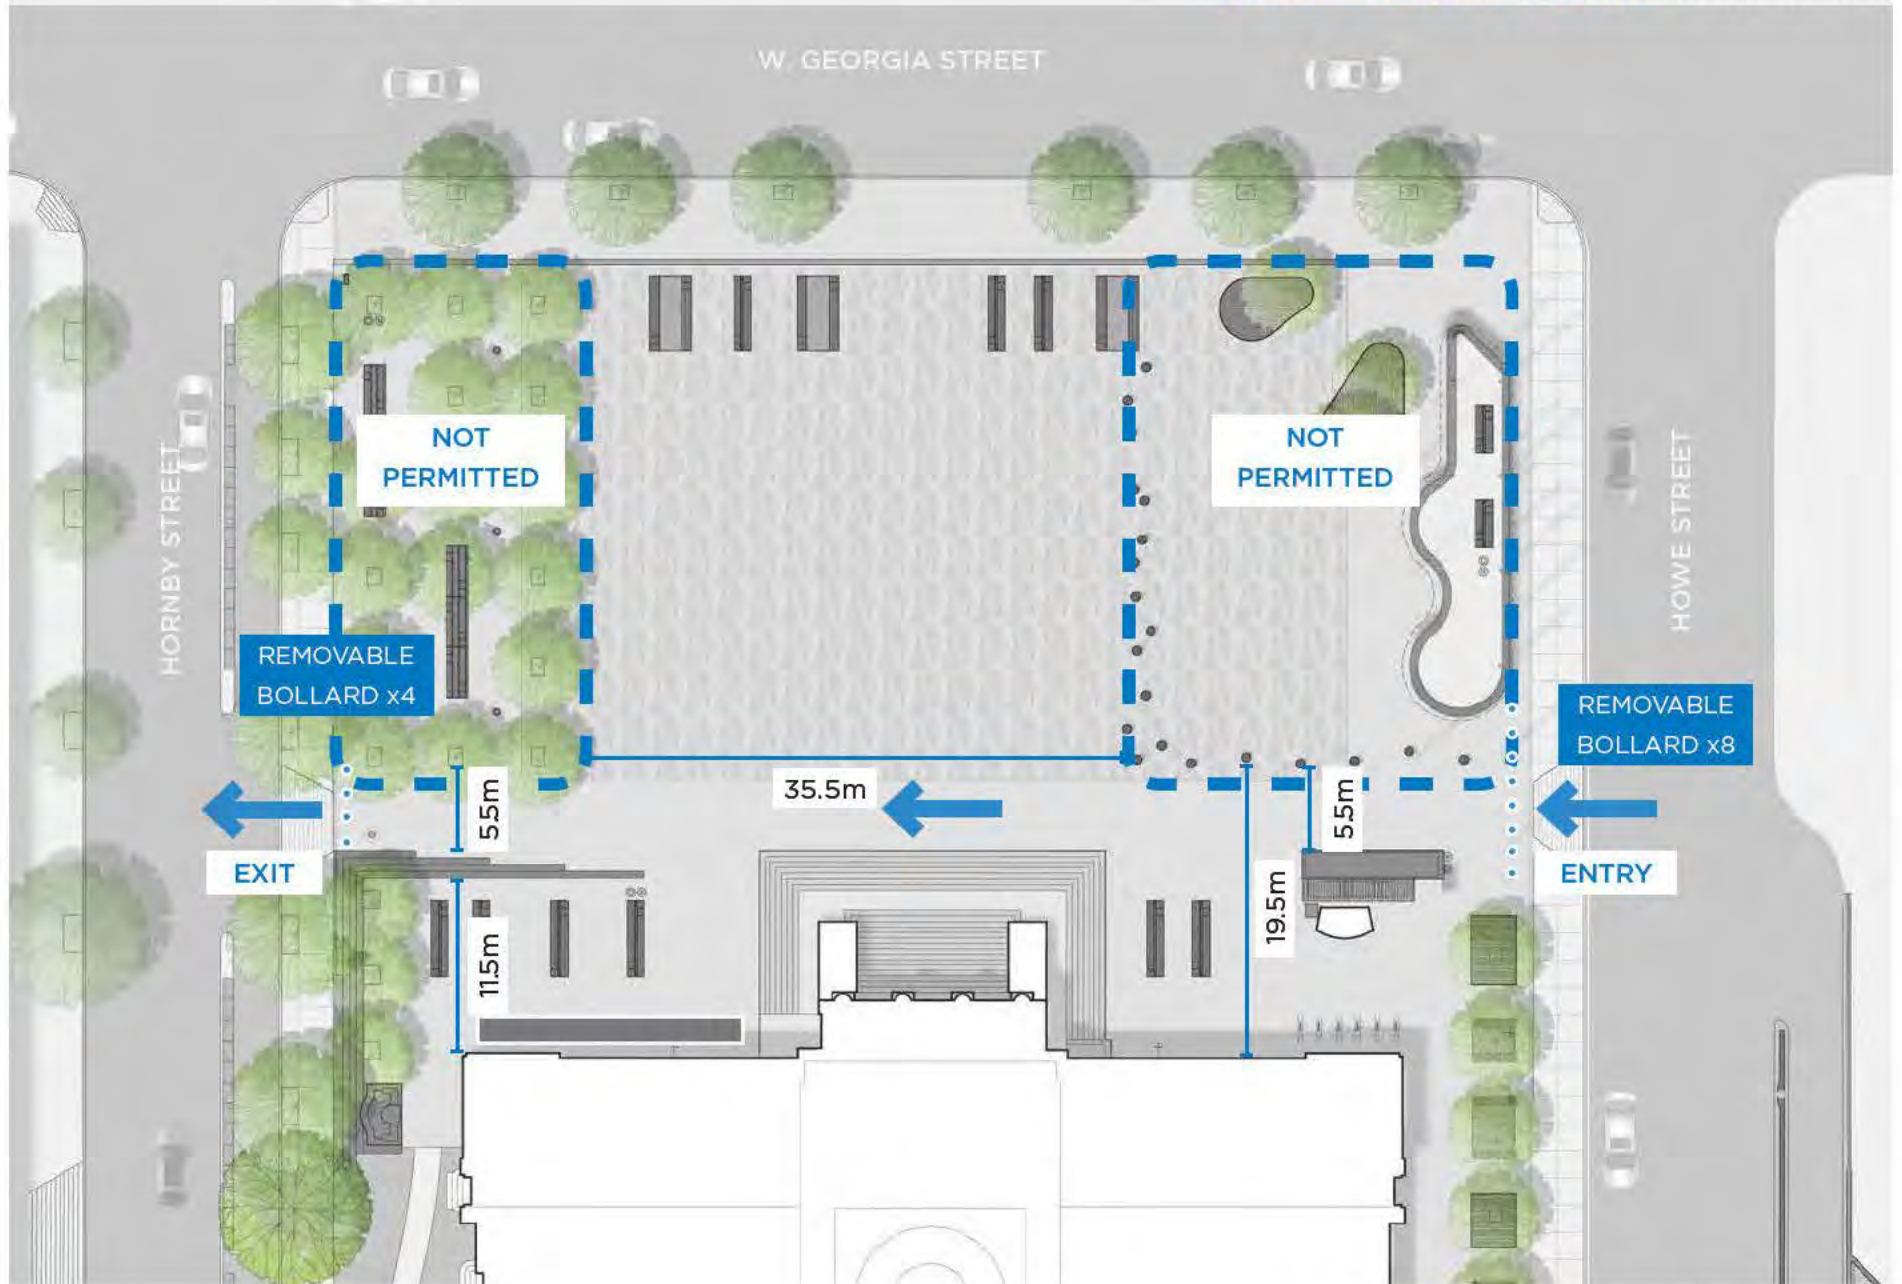 W. GEORGIA STREET
NOT
PERMITTED
NOT
PERMITTED
HORNBY STREET
HOWE STREET
REMOVABLE
BOLLARD x4
REMOVABLE
BOLLARD x8
35.5m
5.5m
5.5m
EXIT
ENTRY
19.5m
11.5m